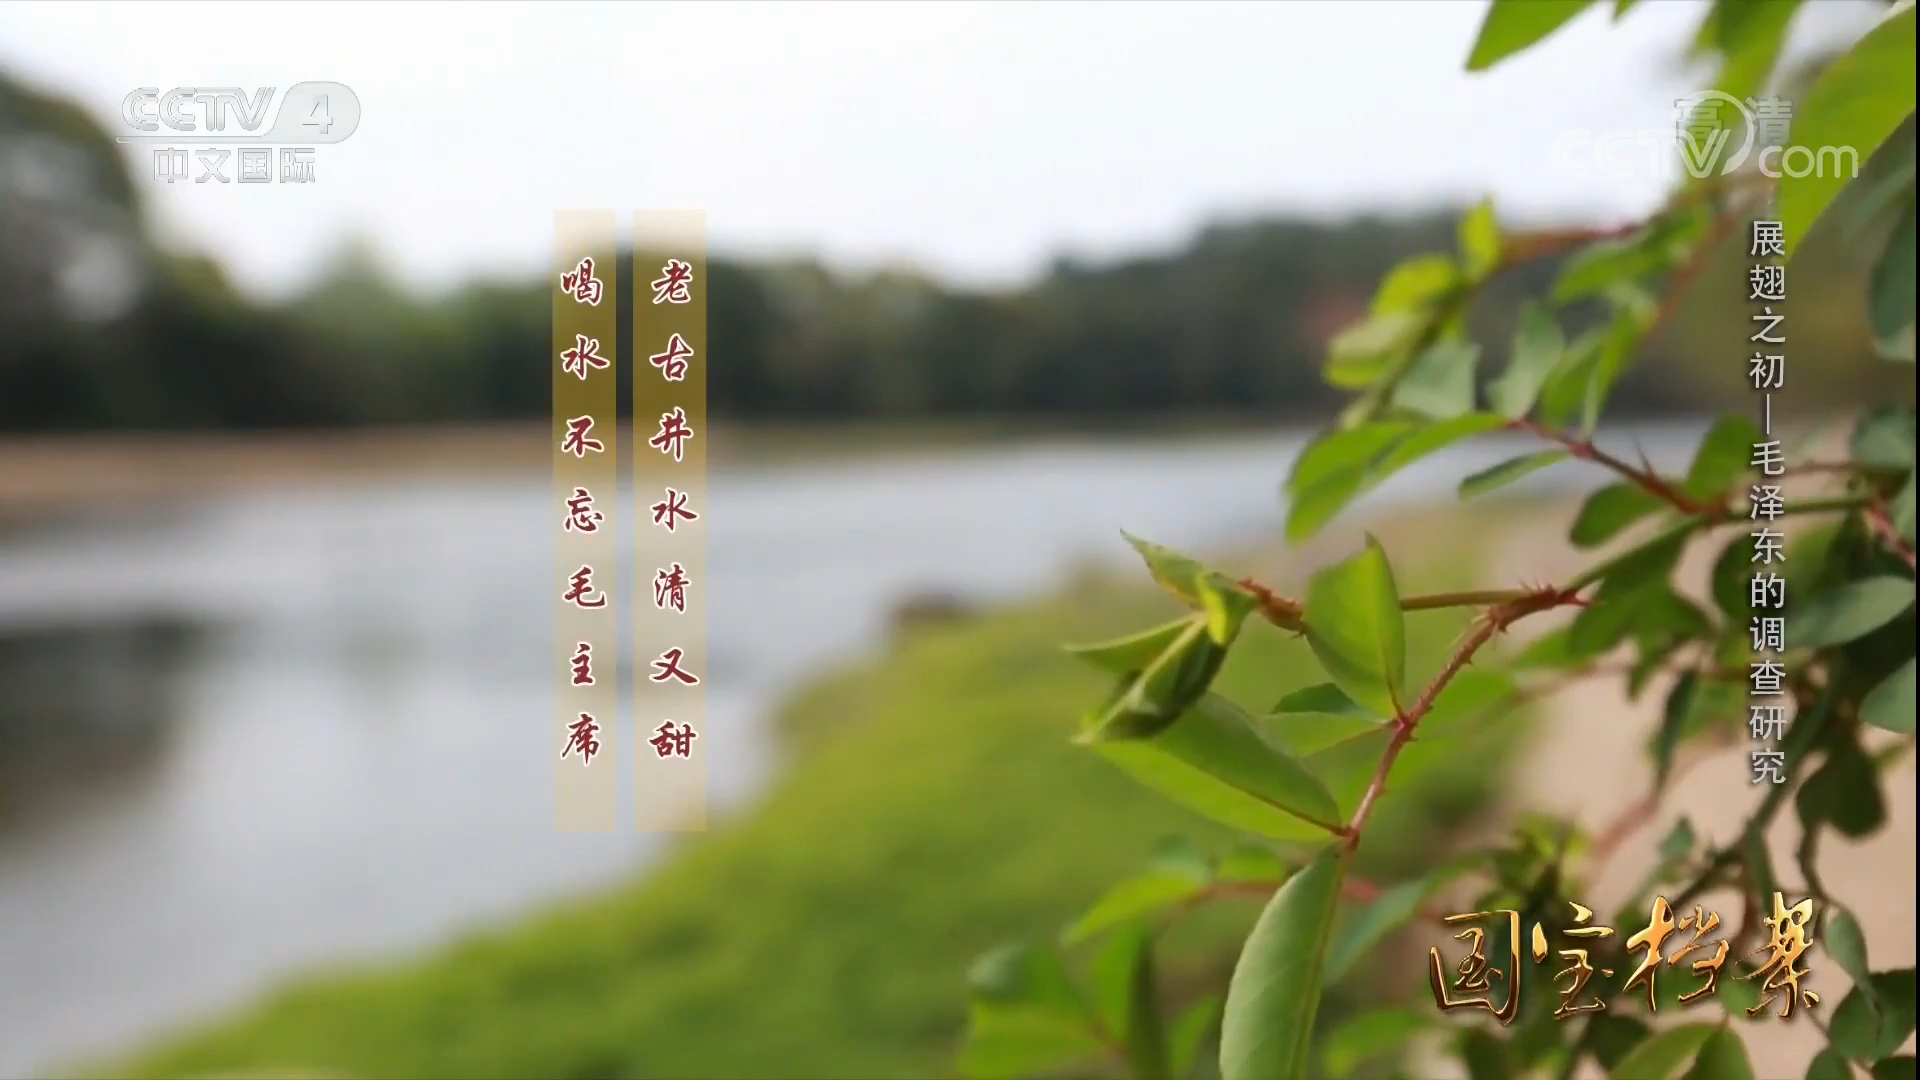 CCTV 4
中文国际
高清
CCTV com
老古井水清又甜
喝水不忘毛主席
展翅之初—毛泽东的调查研究
国宝档案